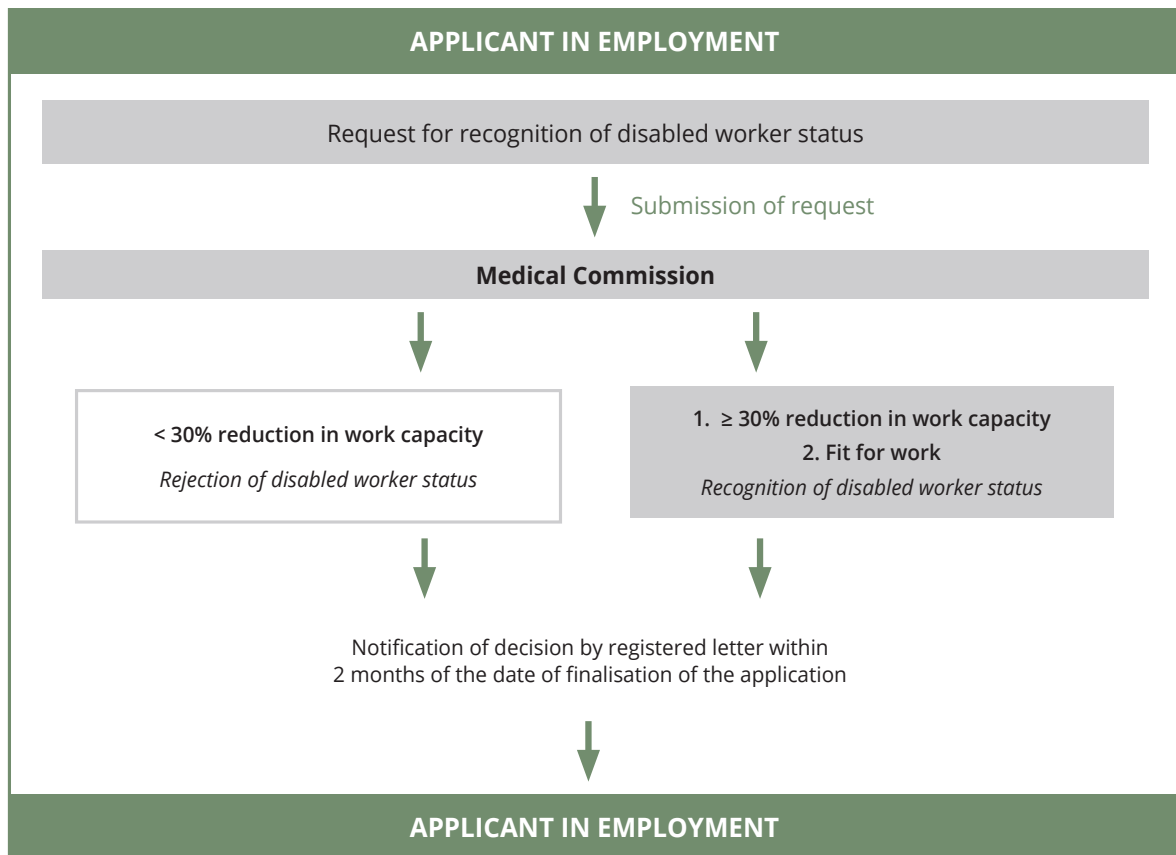 APPLICANT IN EMPLOYMENT
Request for recognition of disabled worker status
Submission of request
Medical Commission
< 30% reduction in work capacity
Rejection of disabled worker status
1. ≥ 30% reduction in work capacity
2. Fit for work
Recognition of disabled worker status
Notification of decision by registered letter within
2 months of the date of finalisation of the application
APPLICANT IN EMPLOYMENT